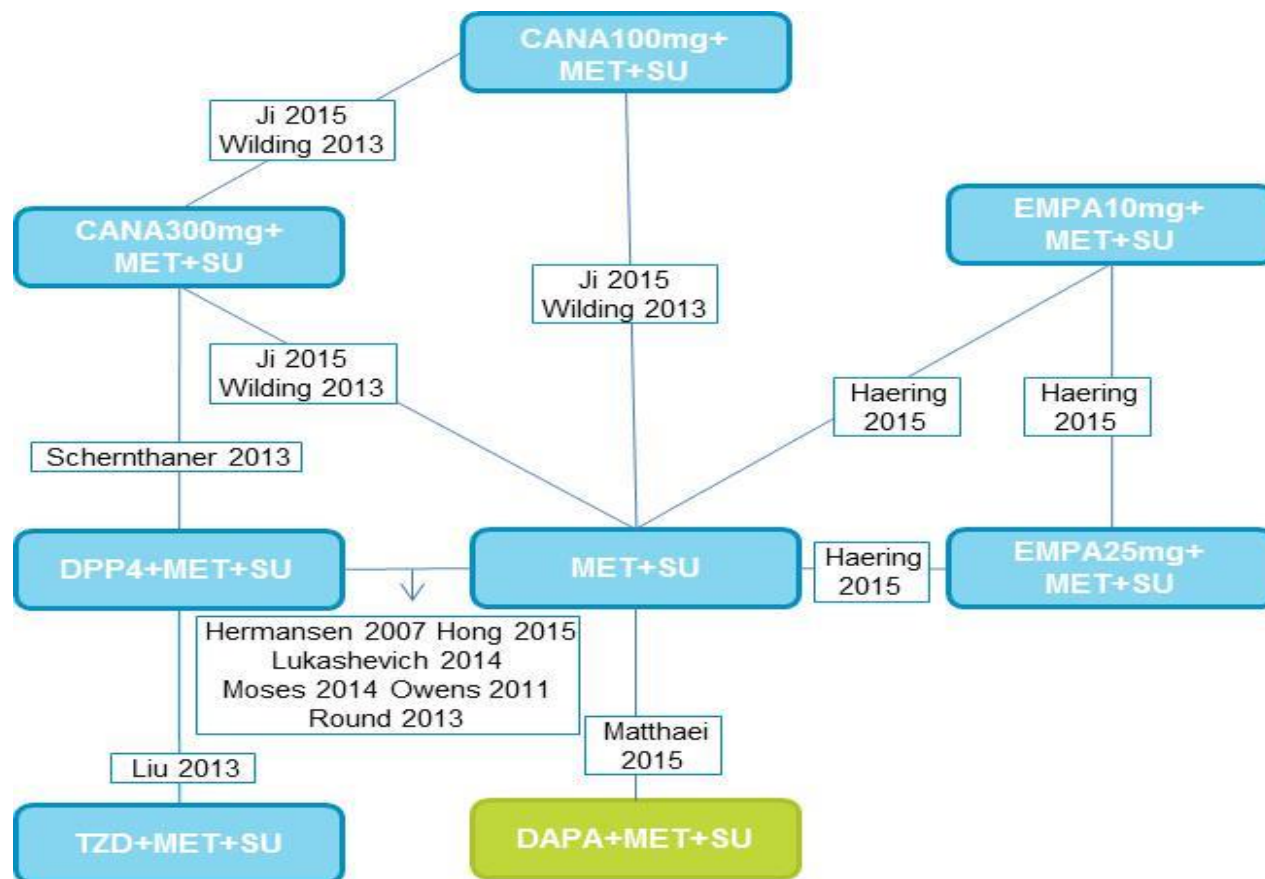 CANA100mg+
MET+SU
Ji 2015
Wilding 2013
CANA300mg+
MET+SU
EMPA10mg+
MET+SU
Ji 2015
Wilding 2013
Ji 2015
Wilding 2013
Haering
2015
Haering
2015
Schernthaner 2013
DPP4+MET+SU
MET+SU
Haering
2015
EMPA25mg+
MET+SU
Hermansen 2007 Hong 2015
Lukashevich 2014
Moses 2014 Owens 2011
Round 2013
Matthaei
2015
Liu 2013
TZD+MET+SU
DAPA+MET+SU